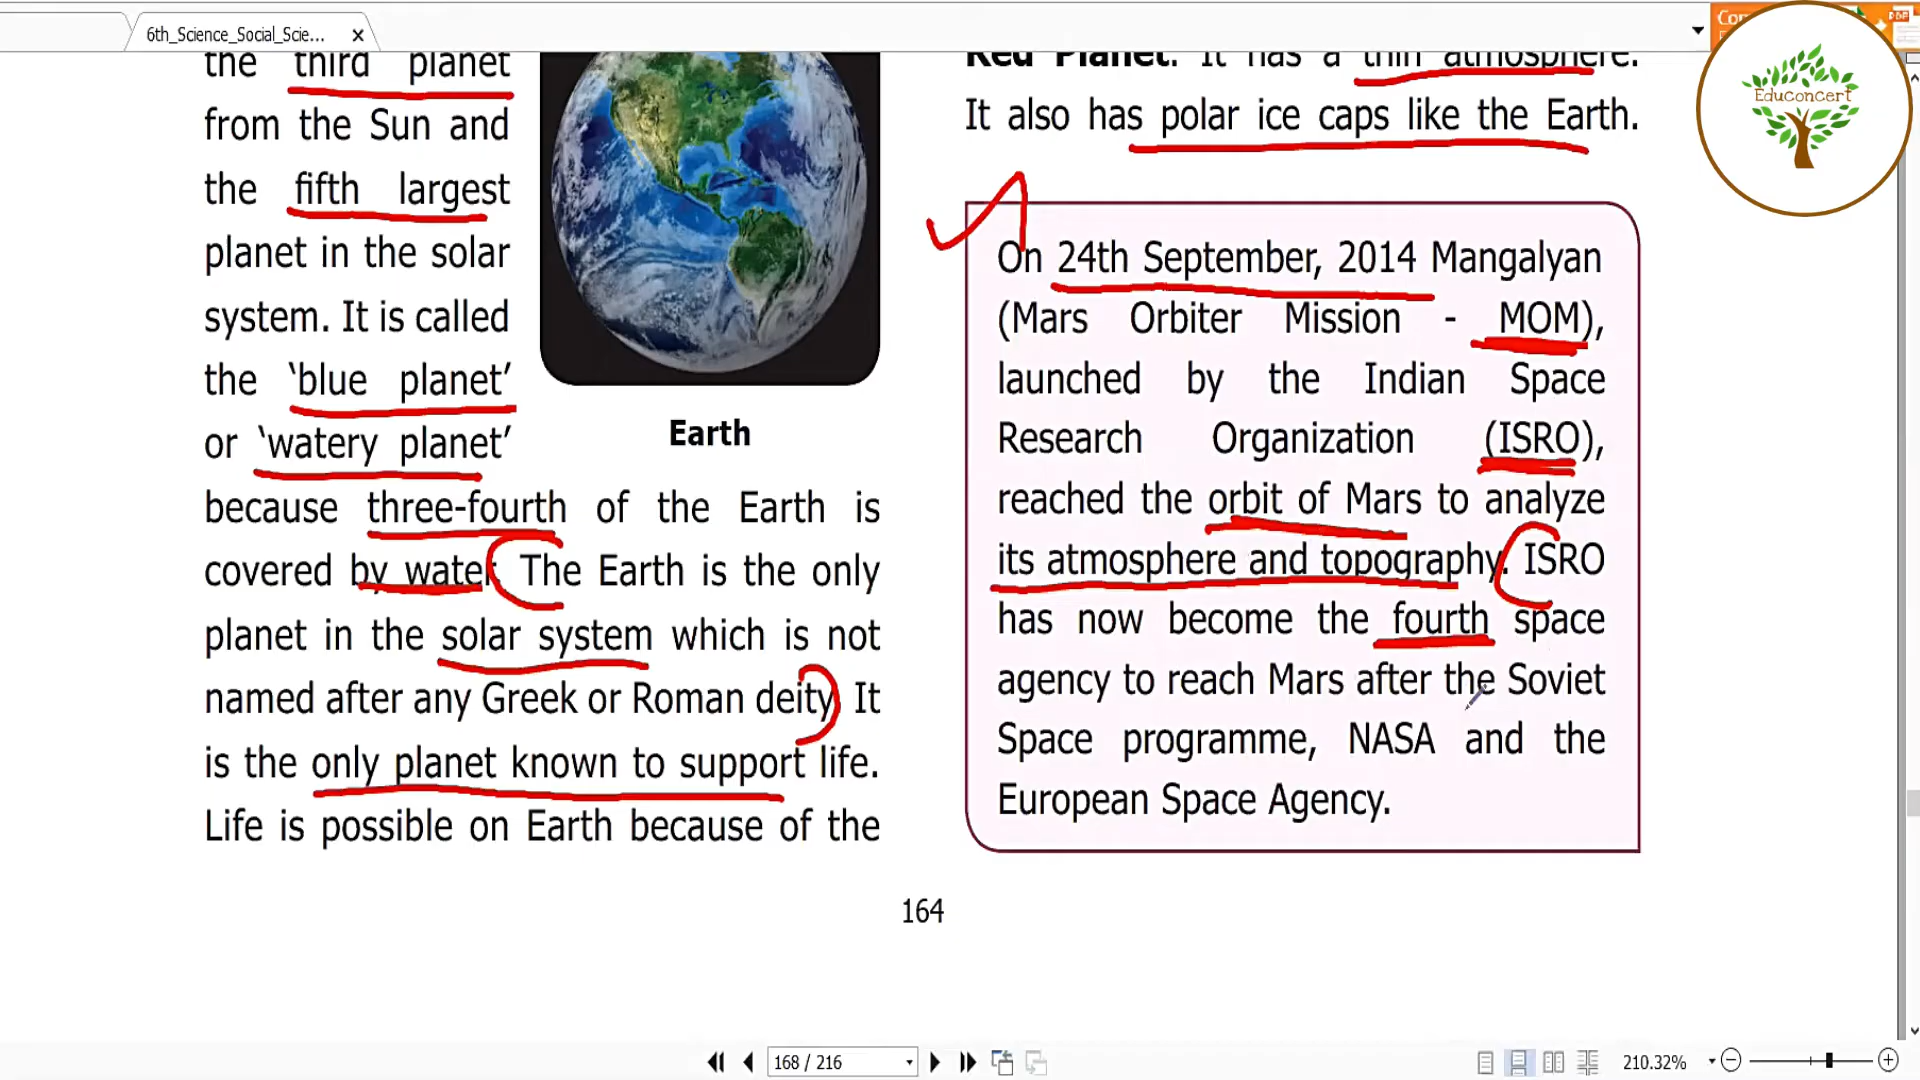 6th_Science_Social_Scie...
Educoncert
the third planet
from the Sun and
the fifth largest
planet in the solar
system. It is called
the ‘blue planet’
or ‘watery planet’
because three-fourth of the Earth is
covered by water. The Earth is the only
planet in the solar system which is not
named after any Greek or Roman deity. It
is the only planet known to support life.
Life is possible on Earth because of the
Earth
Red Planet. It has a thin atmosphere.
It also has polar ice caps like the Earth.
On 24th September, 2014 Mangalyan
(Mars Orbiter Mission - MOM),
launched by the Indian Space
Research Organization (ISRO),
reached the orbit of Mars to analyze
its atmosphere and topography. ISRO
has now become the fourth space
agency to reach Mars after the Soviet
Space programme, NASA and the
European Space Agency.
164
168 / 216
210.32%